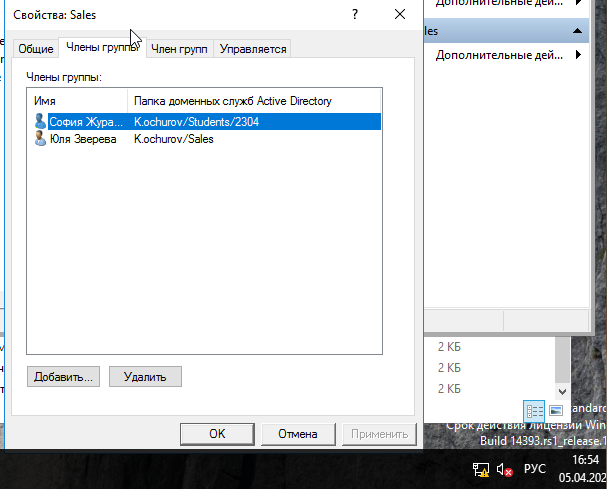 Свойства: Sales
Дополнительные дей...
les
Дополнительные дей...
Общие
Члены группы
Член групп
Управляется
Члены группы:
Имя
Папка доменных служб Active Directory
София Жура...
K.ochurov/Students/2304
Юля Зверева
K.ochurov/Sales
Добавить...
Удалить
2 КБ
2 КБ
2 КБ
OK
Отмена
Применить
tandard
Срок действия лицензии Win
Build 14393.rs1_release.1
РУС
16:54
05.04.202